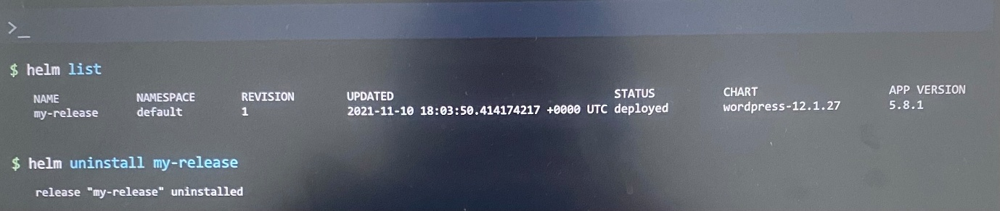 >_
$ helm list
NAME NAMESPACE REVISION UPDATED STATUS CHART APP VERSION
my-release default 1 2021-11-10 18:03:50.414174217 +0000 UTC deployed wordpress-12.1.27 5.8.1
$ helm uninstall my-release
release "my-release" uninstalled